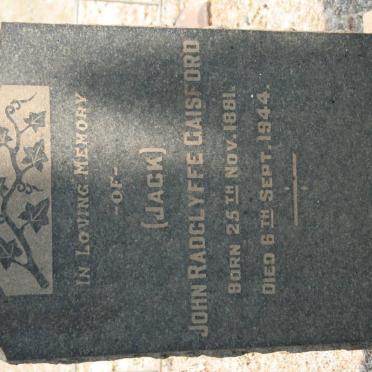 IN LOVING MEMORY
-OF-
(JACK)
JOHN RADCLYFFE GAISFORD
BORN 25TH NOV. 1881.
DIED 6TH SEPT. 1944.